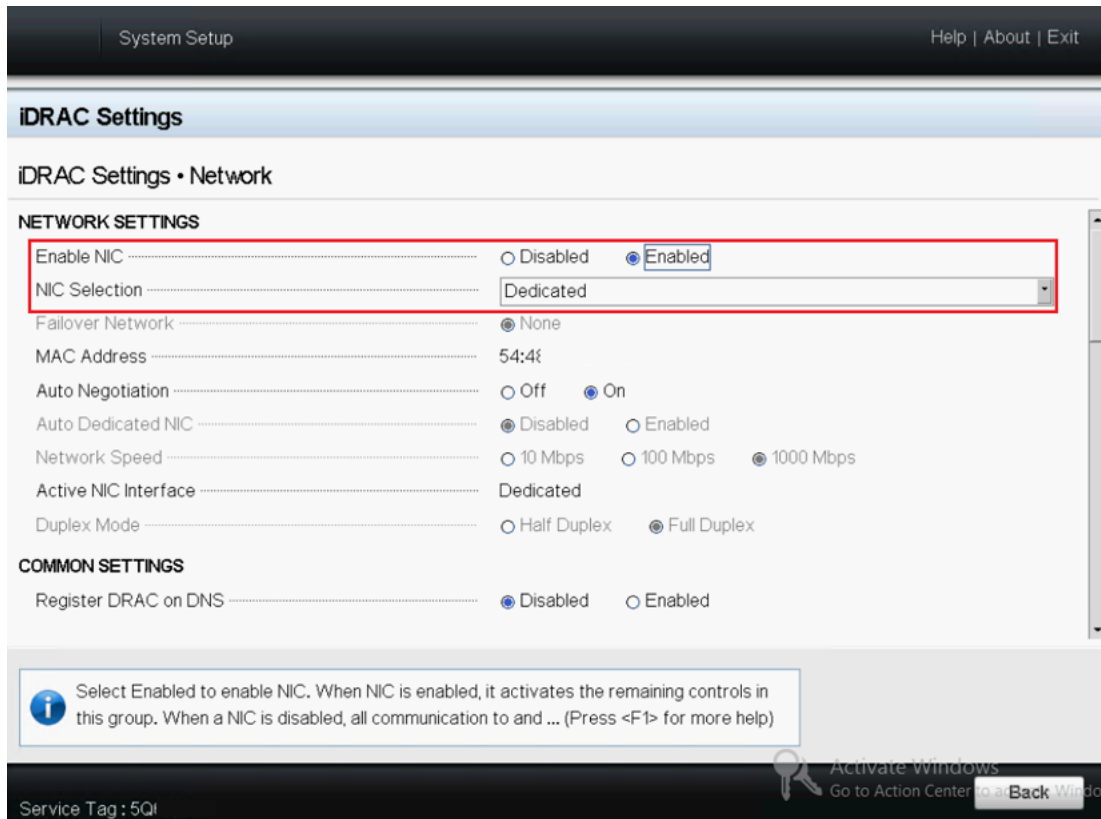 System Setup
Help | About | Exit
iDRAC Settings
iDRAC Settings • Network
NETWORK SETTINGS
Enable NIC Disabled Enabled
NIC Selection Dedicated
Failover Network None
MAC Address 54:48
Auto Negotiation Off On
Auto Dedicated NIC Disabled Enabled
Network Speed 10 Mbps 100 Mbps 1000 Mbps
Active NIC Interface Dedicated
Duplex Mode Half Duplex Full Duplex
COMMON SETTINGS
Register DRAC on DNS Disabled Enabled
Select Enabled to enable NIC. When NIC is enabled, it activates the remaining controls in
this group. When a NIC is disabled, all communication to and ... (Press <F1> for more help)
Activate Windows
Go to Action Center to
Back
Service Tag : 5Q